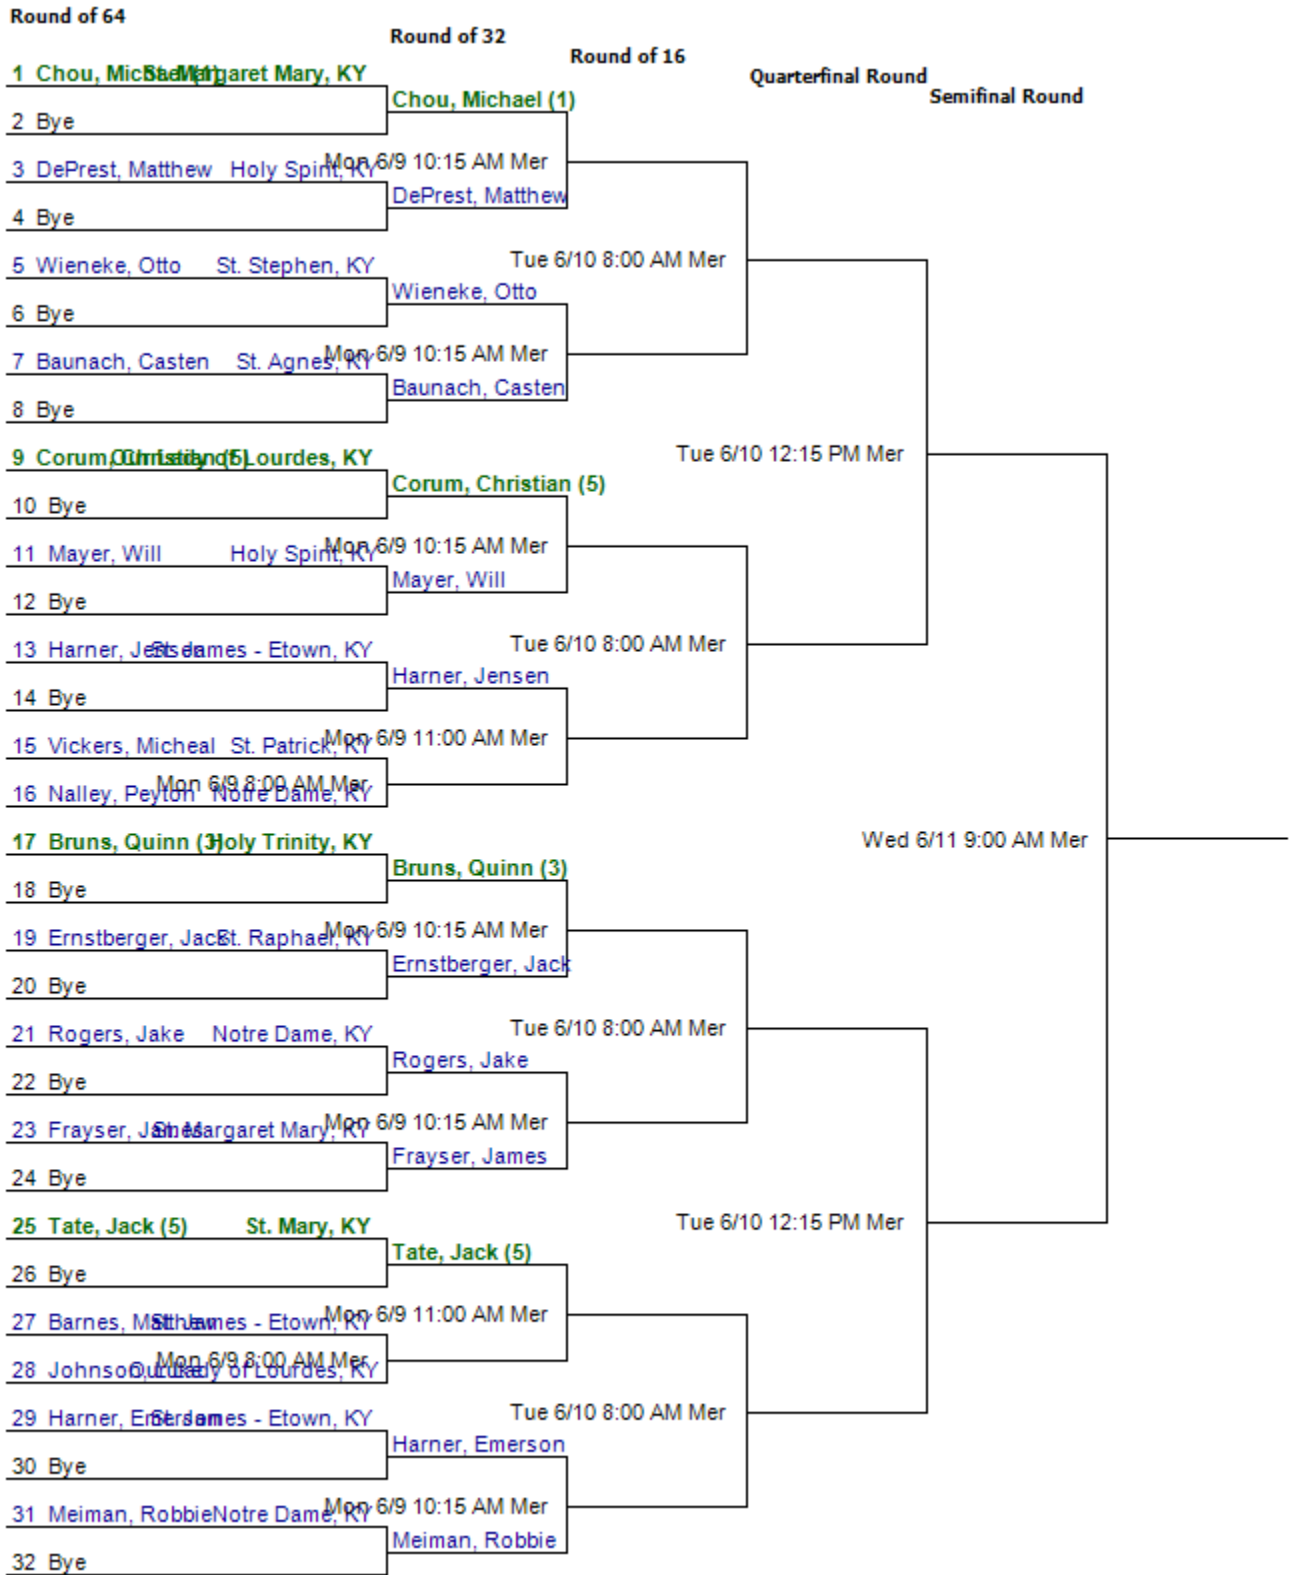 Round of 64
Round of 32
Round of 16
Quarterfinal Round
Semifinal Round
1 Chou, Michael (1) St. Margaret Mary, KY
Chou, Michael (1)
2 Bye
Mon 6/9 10:15 AM Mer
3 DePrest, Matthew Holy Spirit, KY
DePrest, Matthew
4 Bye
Tue 6/10 8:00 AM Mer
5 Wieneke, Otto St. Stephen, KY
Wieneke, Otto
6 Bye
Mon 6/9 10:15 AM Mer
7 Baunach, Casten St. Agnes, KY
Baunach, Casten
8 Bye
Tue 6/10 12:15 PM Mer
9 Corum, Christian (5) Our Lady of Lourdes, KY
Corum, Christian (5)
10 Bye
Mon 6/9 10:15 AM Mer
11 Mayer, Will Holy Spirit, KY
Mayer, Will
12 Bye
Tue 6/10 8:00 AM Mer
13 Harner, Jensen St. James - Etown, KY
Harner, Jensen
14 Bye
Mon 6/9 11:00 AM Mer
15 Vickers, Micheal St. Patrick, KY
Mon 6/9 8:00 AM Mer
16 Nalley, Peyton Notre Dame, KY
Wed 6/11 9:00 AM Mer
17 Bruns, Quinn (3) Holy Trinity, KY
Bruns, Quinn (3)
18 Bye
Mon 6/9 10:15 AM Mer
19 Ernstberger, Jack St. Raphael, KY
Ernstberger, Jack
20 Bye
Tue 6/10 8:00 AM Mer
21 Rogers, Jake Notre Dame, KY
Rogers, Jake
22 Bye
Mon 6/9 10:15 AM Mer
23 Frayser, James St. Margaret Mary, KY
Frayser, James
24 Bye
Tue 6/10 12:15 PM Mer
25 Tate, Jack (5) St. Mary, KY
Tate, Jack (5)
26 Bye
Mon 6/9 11:00 AM Mer
27 Barnes, Matthew St. James - Etown, KY
Mon 6/9 8:00 AM Mer
28 Johnson, Luke Our Lady of Lourdes, KY
Tue 6/10 8:00 AM Mer
29 Harner, Emerson St. James - Etown, KY
Harner, Emerson
30 Bye
Mon 6/9 10:15 AM Mer
31 Meiman, Robbie Notre Dame, KY
Meiman, Robbie
32 Bye